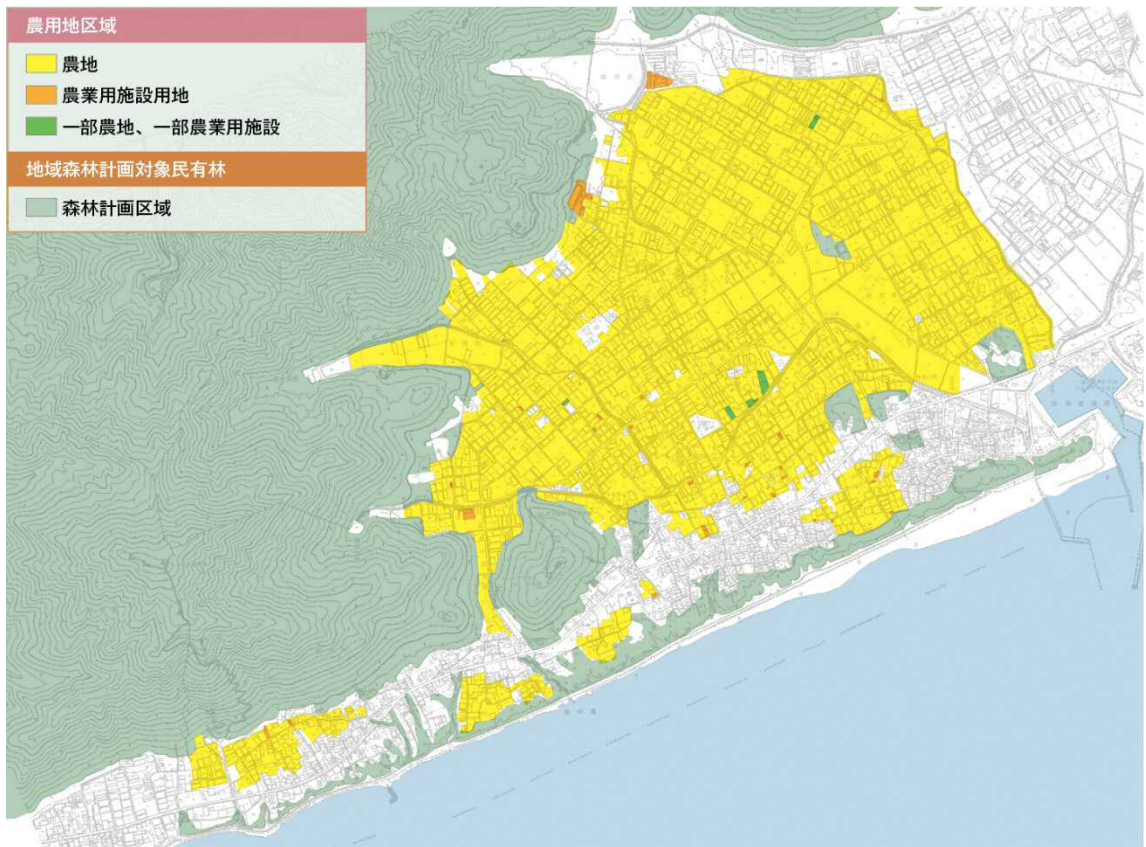 農用地区域
農地
農業用施設用地
一部農地、一部農業用施設
地域森林計画対象民有林
森林計画区域